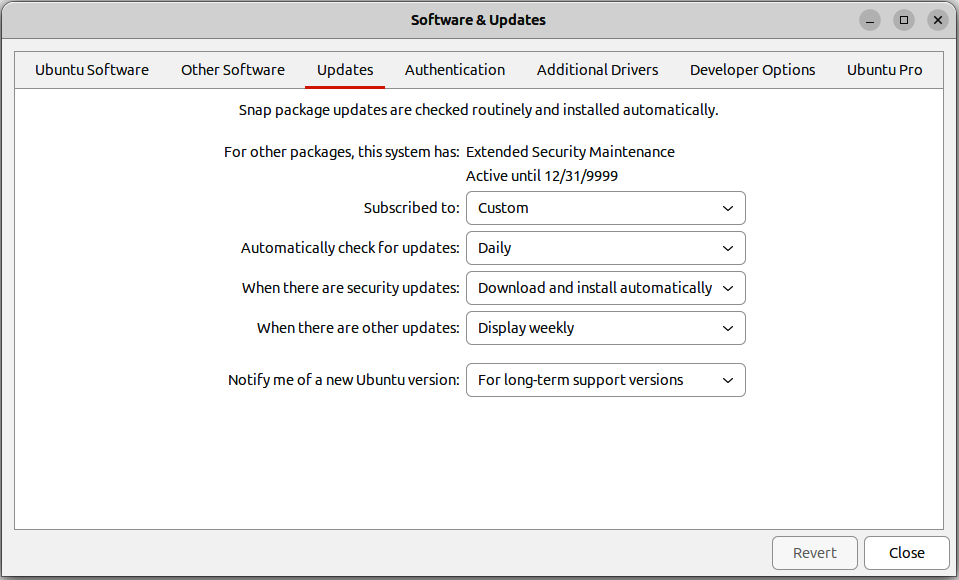 Software & Updates
Ubuntu Software Other Software Updates Authentication Additional Drivers Developer Options Ubuntu Pro
Snap package updates are checked routinely and installed automatically.
For other packages, this system has: Extended Security Maintenance
Active until 12/31/9999
Subscribed to: Custom
Automatically check for updates: Daily
When there are security updates: Download and install automatically
When there are other updates: Display weekly
Notify me of a new Ubuntu version: For long-term support versions
Revert Close